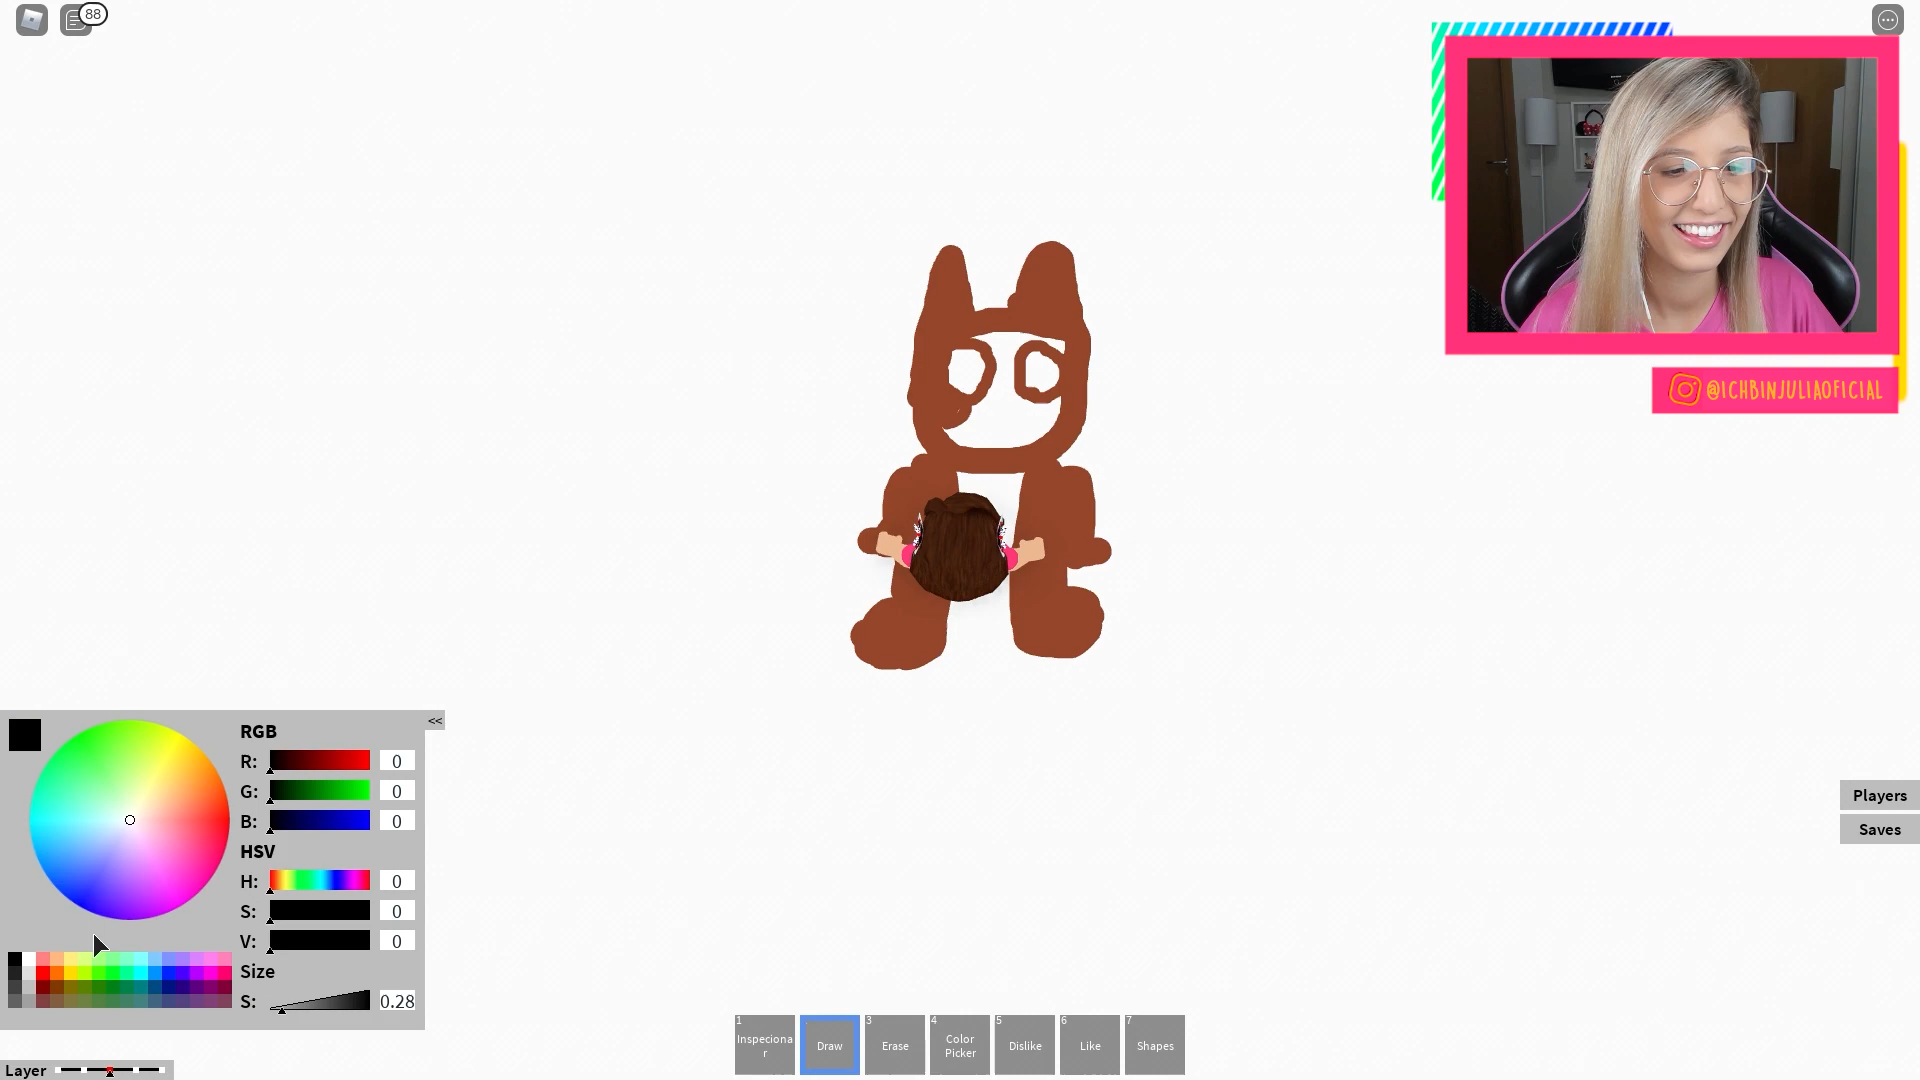 88
@ICHBINJULIAOFICIAL
<<
RGB
R: 0
G: 0
B: 0
HSV
H: 0
S: 0
V: 0
Size
S: 0.28
Players
Saves
1
Inspeciona
r
Draw
3
Erase
4
Color
Picker
5
Dislike
6
Like
7
Shapes
Layer